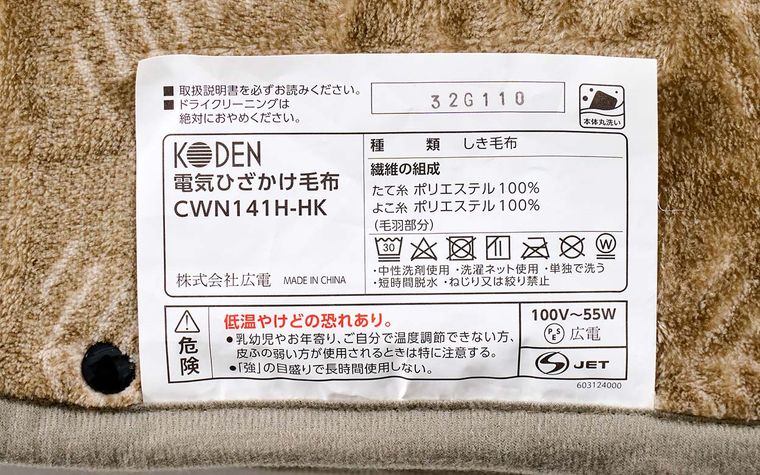 ■取扱説明書を必ずお読みください。
■ドライクリーニングは
絶対におやめください。
32G110
本体丸洗い
KODEN
電気ひざかけ毛布
CWN141H-HK
株式会社広電 MADE IN CHINA
種 類 しき毛布
繊維の組成
たて糸 ポリエステル100%
よこ糸 ポリエステル100%
(毛羽部分)
30
W
・中性洗剤使用・洗濯ネット使用・単独で洗う
・短時間脱水・ねじり又は絞り禁止
危険
低温やけどの恐れあり。
●乳幼児やお年寄り、ご自分で温度調節できない方、
皮ふの弱い方が使用されるときは特に注意する。
●「強」の目盛りで長時間使用しない。
100V~55W
PSE 広電
JET
603124000